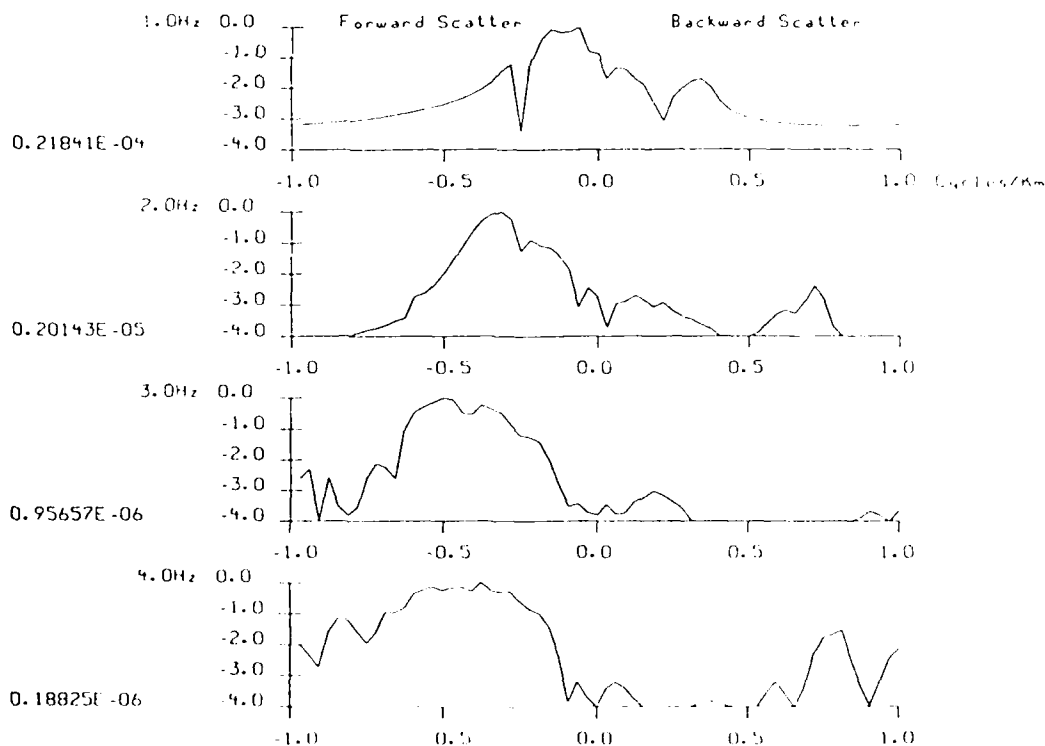 1.0Hz 0.0 Forward Scatter Backward Scatter
-1.0
-2.0
-3.0
0.21841E-04 -4.0
-1.0 -0.5 0.0 0.5 1.0 Cycles/Km
2.0Hz 0.0
-1.0
-2.0
-3.0
0.20143E-05 -4.0
-1.0 -0.5 0.0 0.5 1.0
3.0Hz 0.0
-1.0
-2.0
-3.0
0.95657E-06 -4.0
-1.0 -0.5 0.0 0.5 1.0
4.0Hz 0.0
-1.0
-2.0
-3.0
0.18825E-06 -4.0
-1.0 -0.5 0.0 0.5 1.0